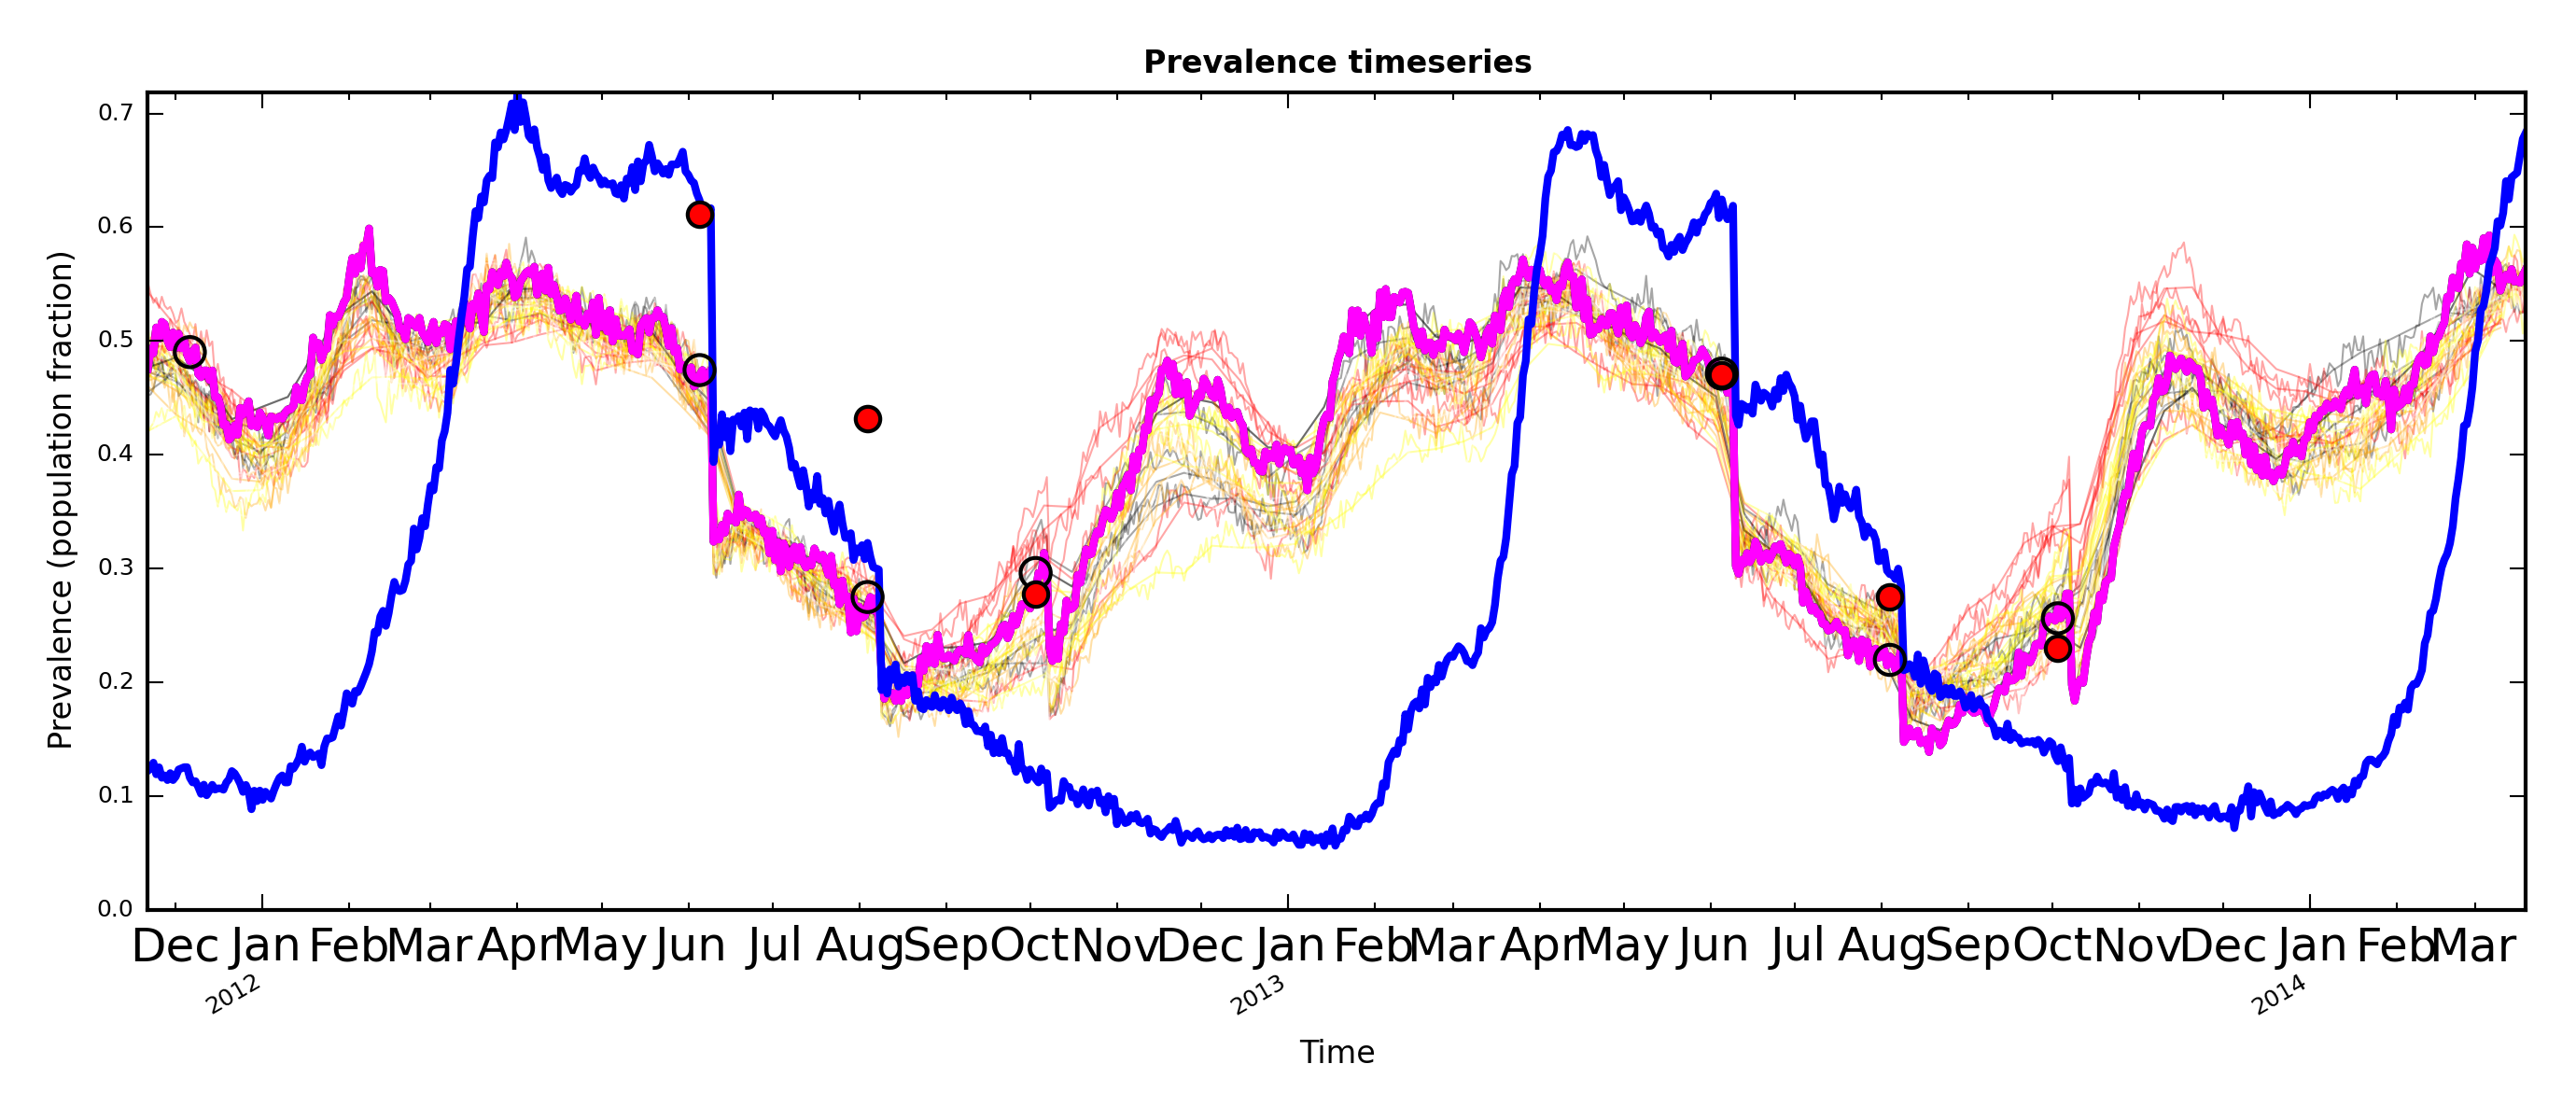 Prevalence timeseries
0.7
0.6
0.5
0.4
0.3
0.2
0.1
0.0
Prevalence (population fraction)
Dec Jan Feb Mar Apr May Jun Jul Aug Sep Oct Nov Dec Jan Feb Mar Apr May Jun Jul Aug Sep Oct Nov Dec Jan Feb Mar
2012 2013 2014
Time